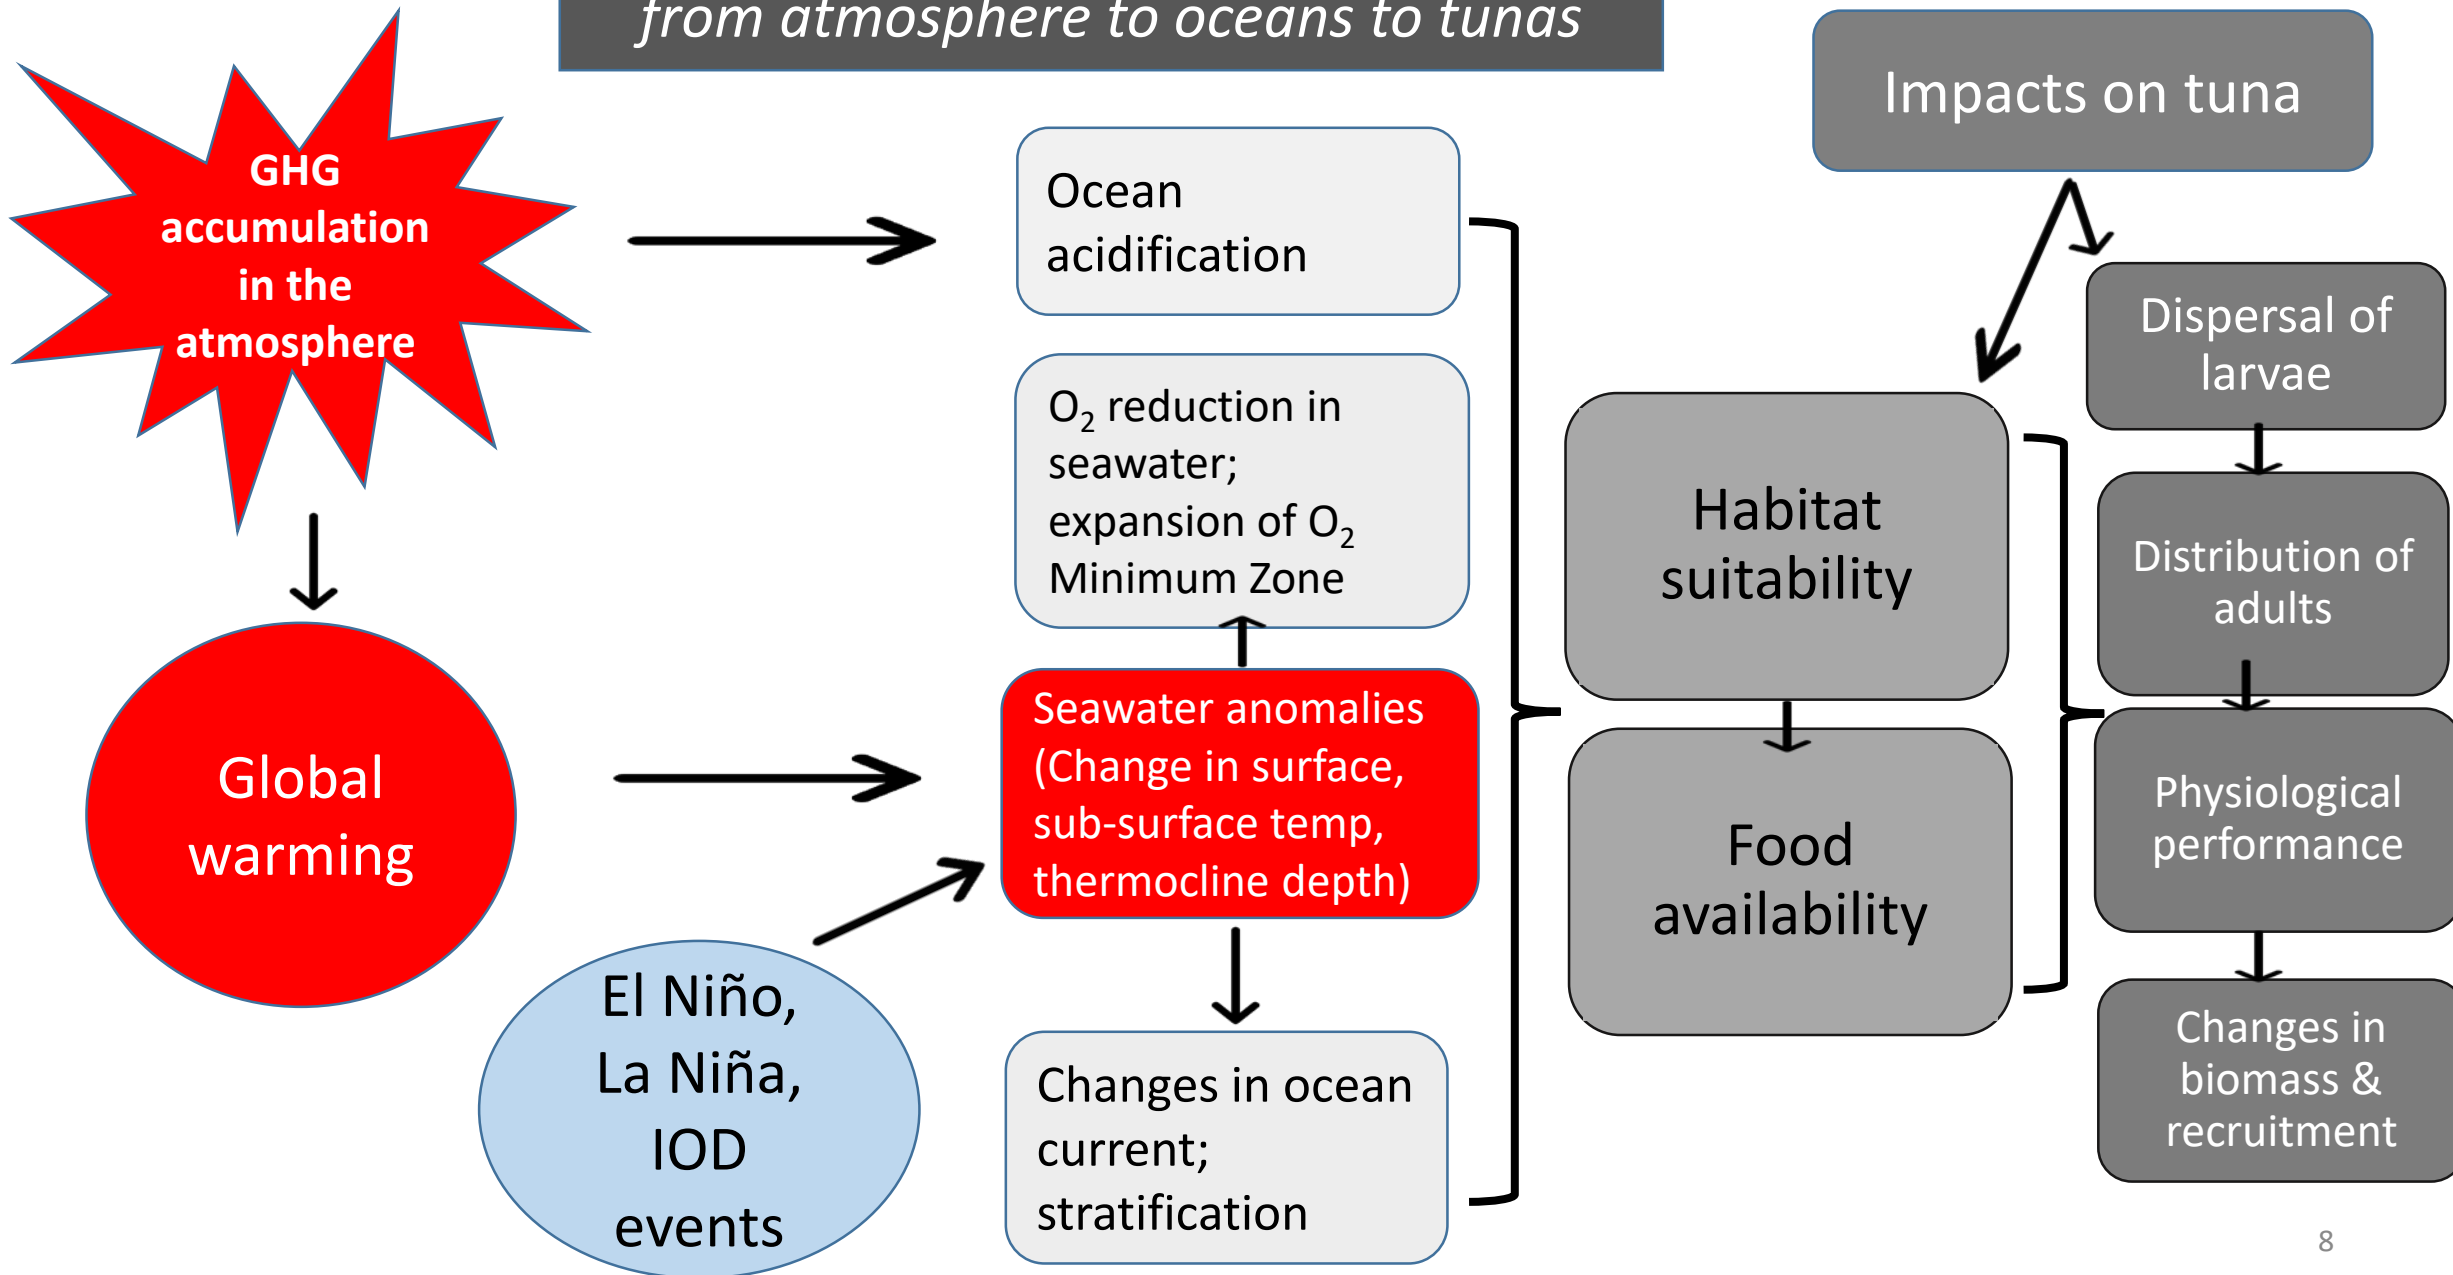 from atmosphere to oceans to tunas
Impacts on tuna
GHG
accumulation
in the
atmosphere
Ocean
acidification
O₂ reduction in
seawater;
expansion of O₂
Minimum Zone
Dispersal of
larvae
Habitat
suitability
Distribution of
adults
Global
warming
Seawater anomalies
(Change in surface,
sub-surface temp,
thermocline depth)
Food
availability
Physiological
performance
El Niño,
La Niña,
IOD
events
Changes in ocean
current;
stratification
Changes in
biomass &
recruitment
8